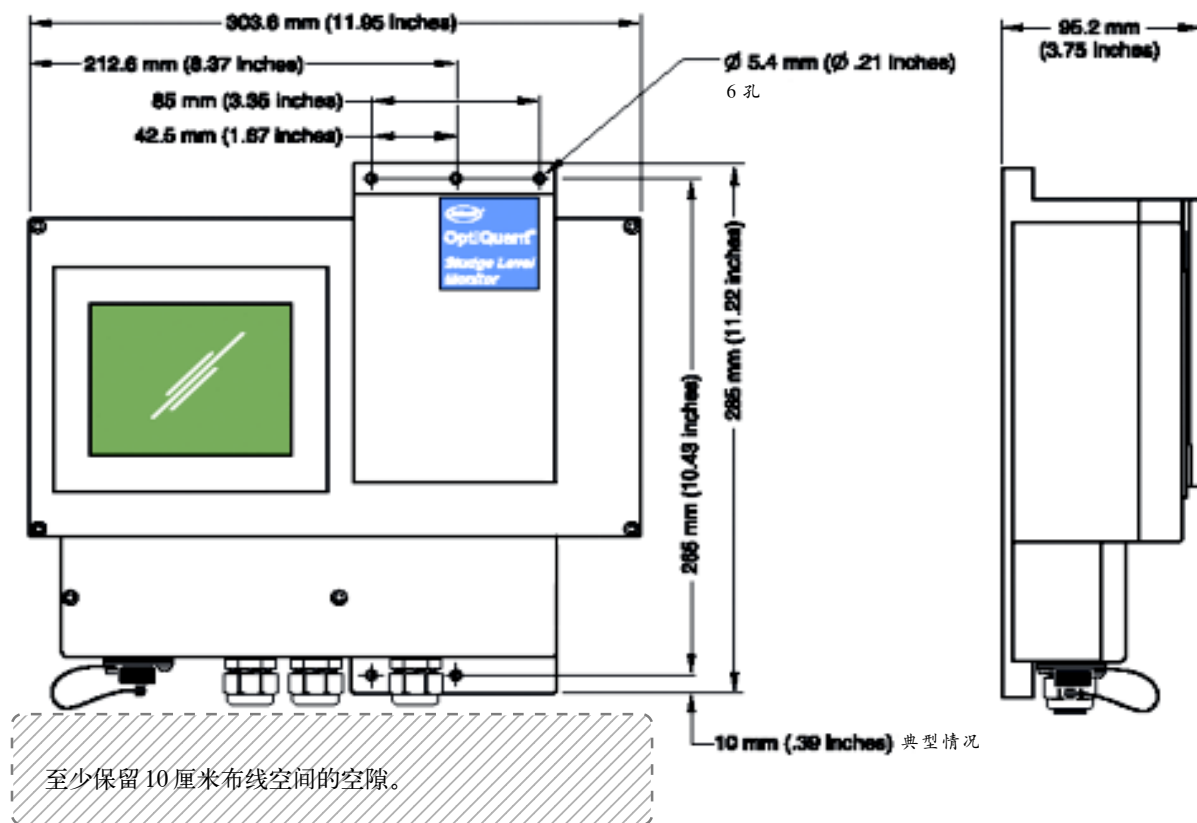 303.6 mm (11.95 inches)
95.2 mm
(3.75 inches)
212.6 mm (8.37 inches)
Ø 5.4 mm (Ø .21 inches)
6 孔
85 mm (3.35 inches)
42.5 mm (1.67 inches)
OptiQuant
Sludge Level
Monitor
285 mm (11.22 inches)
265 mm (10.43 inches)
10 mm (.39 inches) 典型情况
至少保留 10 厘米布线空间的空隙。